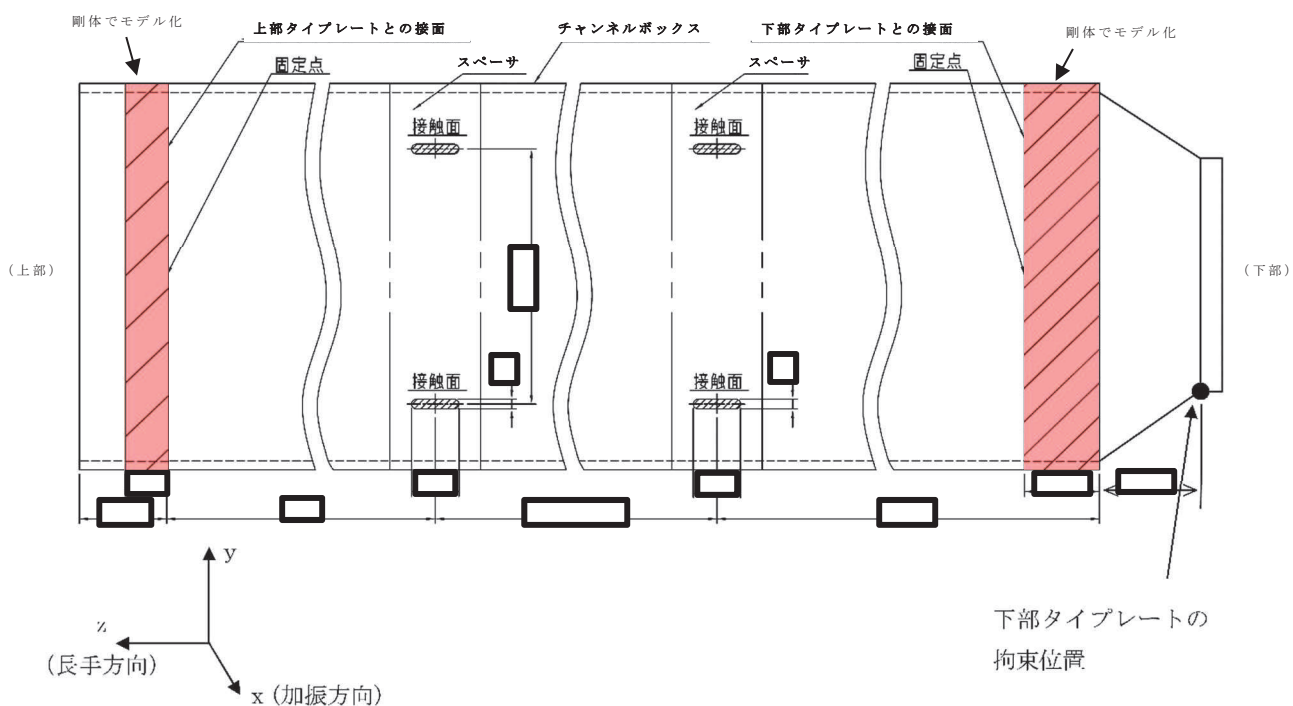 剛体でモデル化
上部タイプレートとの接面
チャンネルボックス
下部タイプレートとの接面
剛体でモデル化
固定点
スペーサ
スペーサ
固定点
接触面
接触面
(上部)
(下部)
接触面
接触面
y
z
(長手方向)
x (加振方向)
下部タイプレートの
拘束位置